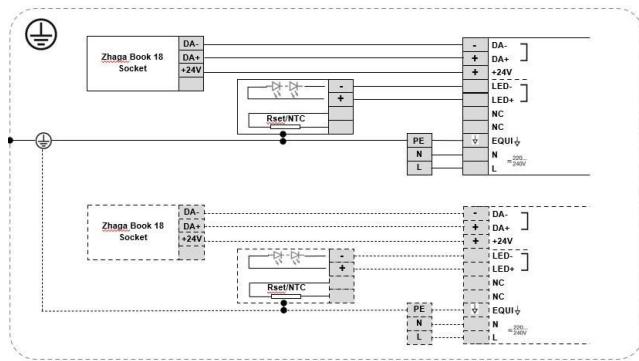 Zhaga Book 18
Socket
DA-
DA+
+24V
-
+
Rset/NTC
PE
N
L
-
+
+
DA-
DA+
+24V
LED-
LED+
NC
NC
EQUI
N
L
220...
240V
Zhaga Book 18
Socket
DA-
DA+
+24V
-
+
Rset/NTC
PE
N
L
-
+
+
DA-
DA+
+24V
LED-
LED+
NC
NC
EQUI
N
L
220...
240V